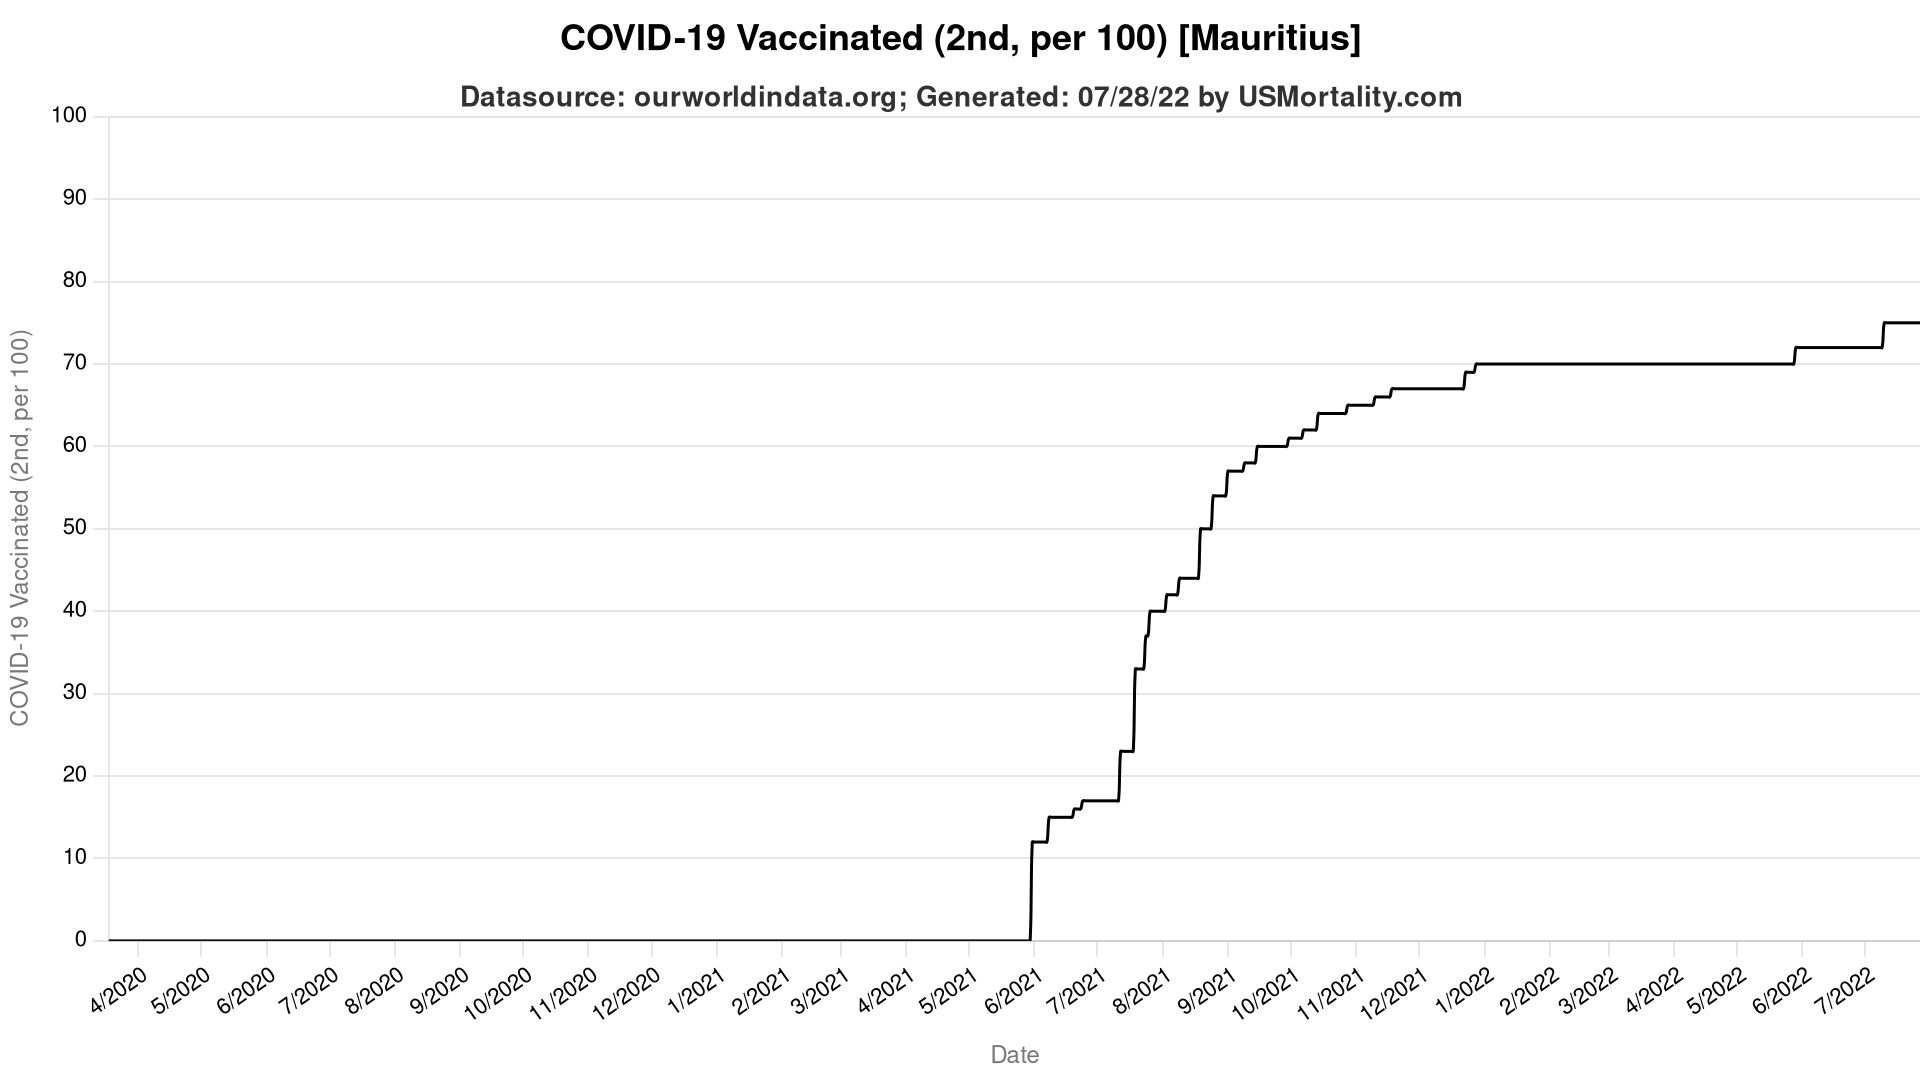 COVID-19 Vaccinated (2nd, per 100) [Mauritius]
Datasource: ourworldindata.org; Generated: 07/28/22 by USMortality.com
COVID-19 Vaccinated (2nd, per 100)
100
90
80
70
60
50
40
30
20
10
0
4/2020 5/2020 6/2020 7/2020 8/2020 9/2020 10/2020 11/2020 12/2020 1/2021 2/2021 3/2021 4/2021 5/2021 6/2021 7/2021 8/2021 9/2021 10/2021 11/2021 12/2021 1/2022 2/2022 3/2022 4/2022 5/2022 6/2022 7/2022
Date